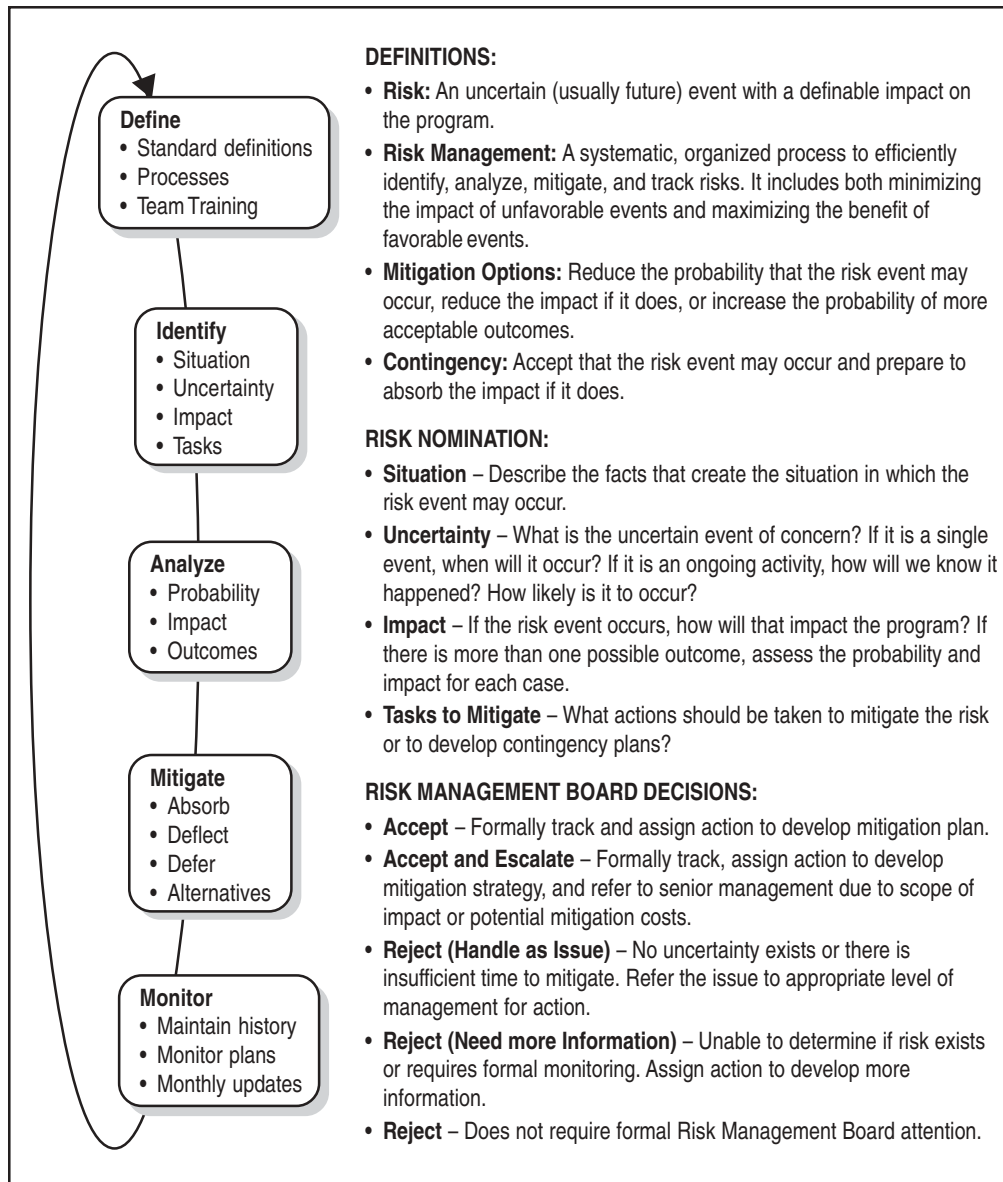 Define
• Standard definitions
• Processes
• Team Training
Identify
• Situation
• Uncertainty
• Impact
• Tasks
Analyze
• Probability
• Impact
• Outcomes
Mitigate
• Absorb
• Deflect
• Defer
• Alternatives
Monitor
• Maintain history
• Monitor plans
• Monthly updates
DEFINITIONS:
• Risk: An uncertain (usually future) event with a definable impact on
the program.
• Risk Management: A systematic, organized process to efficiently
identify, analyze, mitigate, and track risks. It includes both minimizing
the impact of unfavorable events and maximizing the benefit of
favorable events.
• Mitigation Options: Reduce the probability that the risk event may
occur, reduce the impact if it does, or increase the probability of more
acceptable outcomes.
• Contingency: Accept that the risk event may occur and prepare to
absorb the impact if it does.
RISK NOMINATION:
• Situation – Describe the facts that create the situation in which the
risk event may occur.
• Uncertainty – What is the uncertain event of concern? If it is a single
event, when will it occur? If it is an ongoing activity, how will we know it
happened? How likely is it to occur?
• Impact – If the risk event occurs, how will that impact the program? If
there is more than one possible outcome, assess the probability and
impact for each case.
• Tasks to Mitigate – What actions should be taken to mitigate the risk
or to develop contingency plans?
RISK MANAGEMENT BOARD DECISIONS:
• Accept – Formally track and assign action to develop mitigation plan.
• Accept and Escalate – Formally track, assign action to develop
mitigation strategy, and refer to senior management due to scope of
impact or potential mitigation costs.
• Reject (Handle as Issue) – No uncertainty exists or there is
insufficient time to mitigate. Refer the issue to appropriate level of
management for action.
• Reject (Need more Information) – Unable to determine if risk exists
or requires formal monitoring. Assign action to develop more
information.
• Reject – Does not require formal Risk Management Board attention.